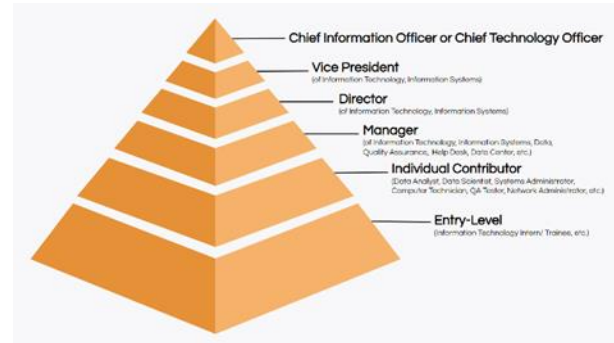 Chief Information Officer or Chief Technology Officer
Vice President
(of Information Technology, Information Systems)
Director
(of Information Technology, Information Systems)
Manager
(of Information Technology, Information Systems, Data,
Quality Assurance, Help Desk, Data Center, etc.)
Individual Contributor
(Data Analyst, Data Scientist, Systems Administrator,
Computer Technician, QA Tester, Network Administrator, etc.)
Entry-Level
(Information Technology Intern/ Trainee, etc.)